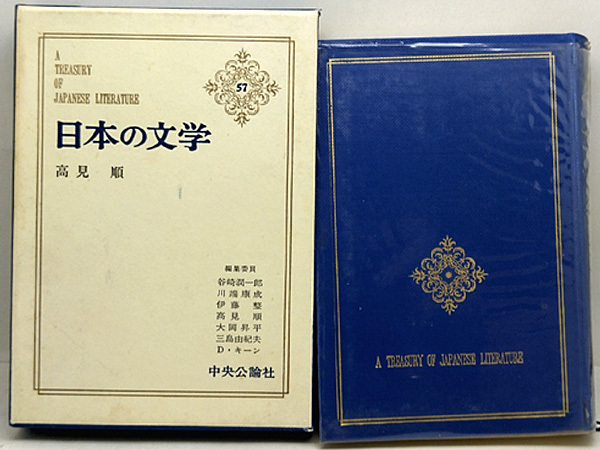 A
TREASURY
OF
JAPANESE LITERATURE
57
日本の文学
高見 順
編集委員
谷崎潤一郎
川端康成
伊藤 整
高見 順
大岡昇平
三島由紀夫
D・キーン
中央公論社
A TREASURY OF JAPANESE LITERATURE